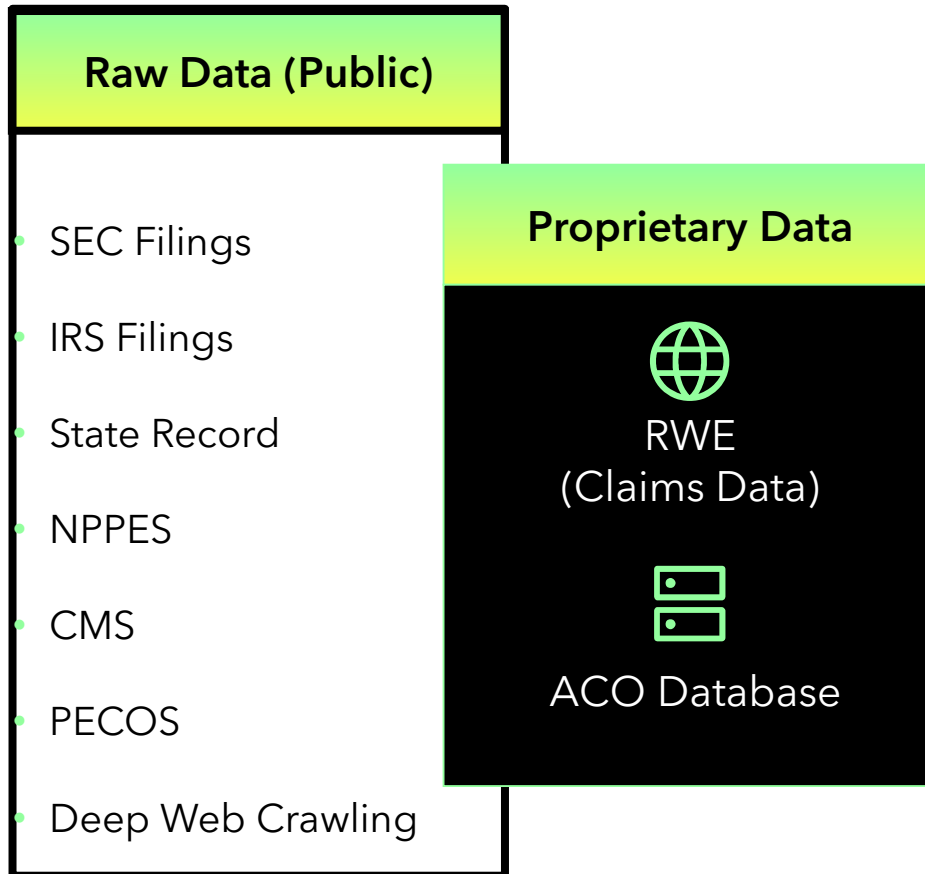 Raw Data (Public)
SEC Filings
IRS Filings
State Record
NPPES
CMS
PECOS
Deep Web Crawling
Proprietary Data
RWE
(Claims Data)
ACO Database